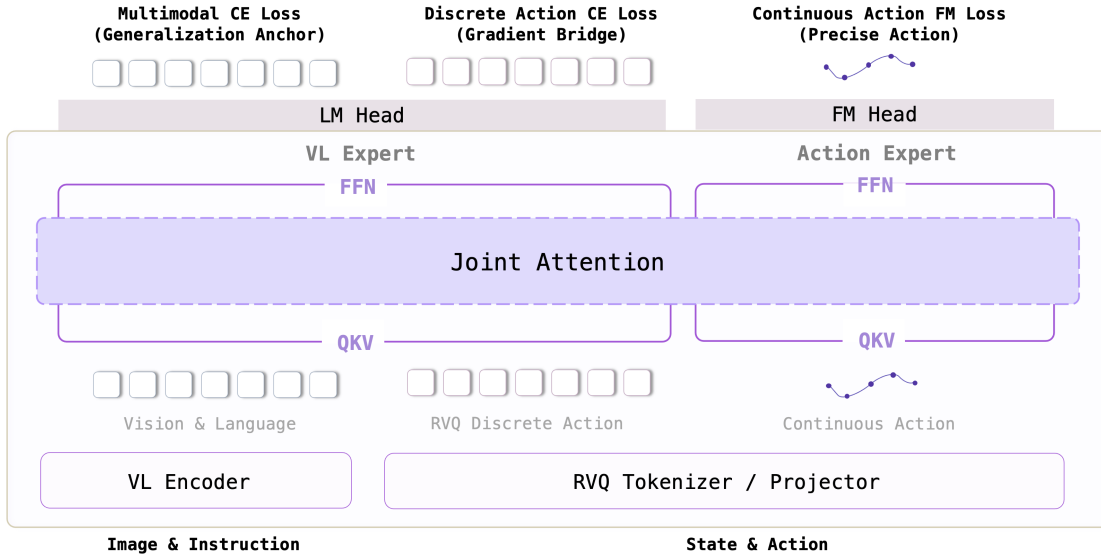 Multimodal CE Loss
(Generalization Anchor)
Discrete Action CE Loss
(Gradient Bridge)
Continuous Action FM Loss
(Precise Action)
LM Head
FM Head
VL Expert
Action Expert
FFN
FFN
Joint Attention
QKV
QKV
Vision & Language
RVQ Discrete Action
Continuous Action
VL Encoder
RVQ Tokenizer / Projector
Image & Instruction
State & Action